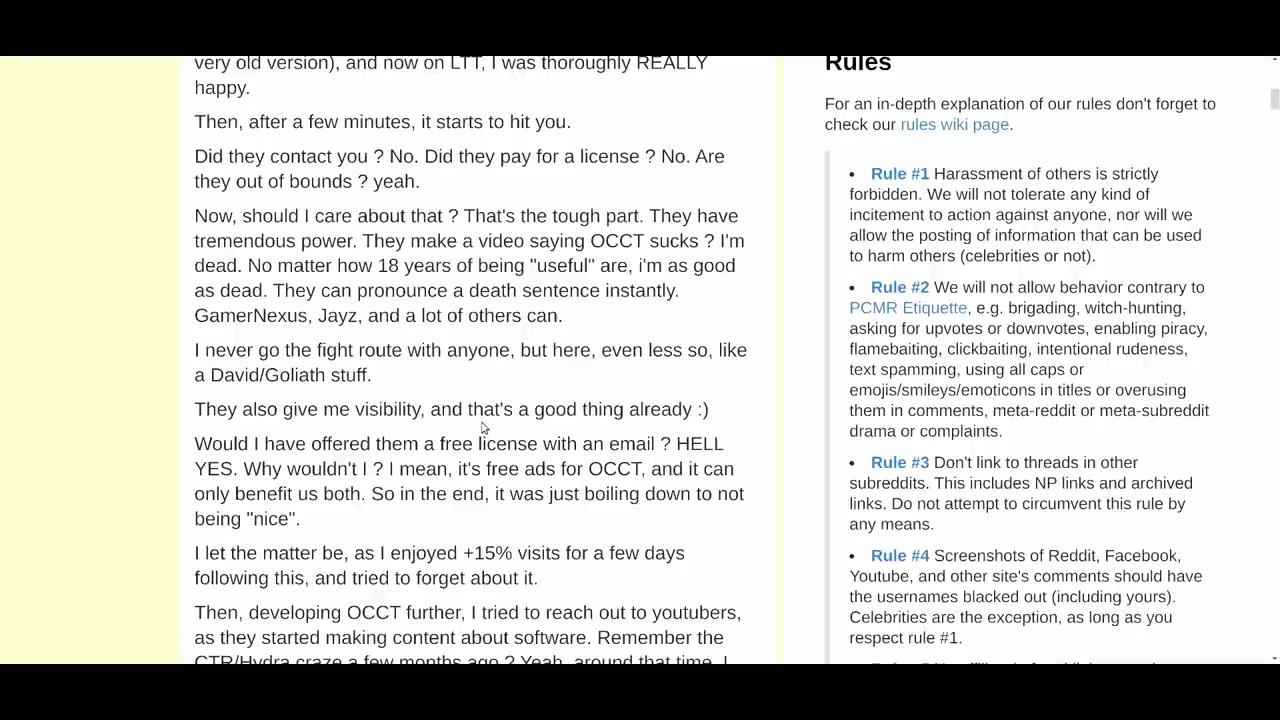 very old version), and now on LTT, I was thoroughly REALLY
happy.
Then, after a few minutes, it starts to hit you.
Did they contact you ? No. Did they pay for a license ? No. Are
they out of bounds ? yeah.
Now, should I care about that ? That's the tough part. They have
tremendous power. They make a video saying OCCT sucks ? I'm
dead. No matter how 18 years of being "useful" are, i'm as good
as dead. They can pronounce a death sentence instantly.
GamerNexus, Jayz, and a lot of others can.
I never go the fight route with anyone, but here, even less so, like
a David/Goliath stuff.
They also give me visibility, and that's a good thing already :)
Would I have offered them a free license with an email ? HELL
YES. Why wouldn't I ? I mean, it's free ads for OCCT, and it can
only benefit us both. So in the end, it was just boiling down to not
being "nice".
I let the matter be, as I enjoyed +15% visits for a few days
following this, and tried to forget about it.
Then, developing OCCT further, I tried to reach out to youtubers,
as they started making content about software. Remember the
CTR/Hydra craze a few months ago ? Yeah, around that time, I
Rules
For an in-depth explanation of our rules don't forget to
check our rules wiki page.
• Rule #1 Harassment of others is strictly
forbidden. We will not tolerate any kind of
incitement to action against anyone, nor will we
allow the posting of information that can be used
to harm others (celebrities or not).
• Rule #2 We will not allow behavior contrary to
PCMR Etiquette, e.g. brigading, witch-hunting,
asking for upvotes or downvotes, enabling piracy,
flamebaiting, clickbaiting, intentional rudeness,
text spamming, using all caps or
emojis/smileys/emoticons in titles or overusing
them in comments, meta-reddit or meta-subreddit
drama or complaints.
• Rule #3 Don't link to threads in other
subreddits. This includes NP links and archived
links. Do not attempt to circumvent this rule by
any means.
• Rule #4 Screenshots of Reddit, Facebook,
Youtube, and other site's comments should have
the usernames blacked out (including yours).
Celebrities are the exception, as long as you
respect rule #1.